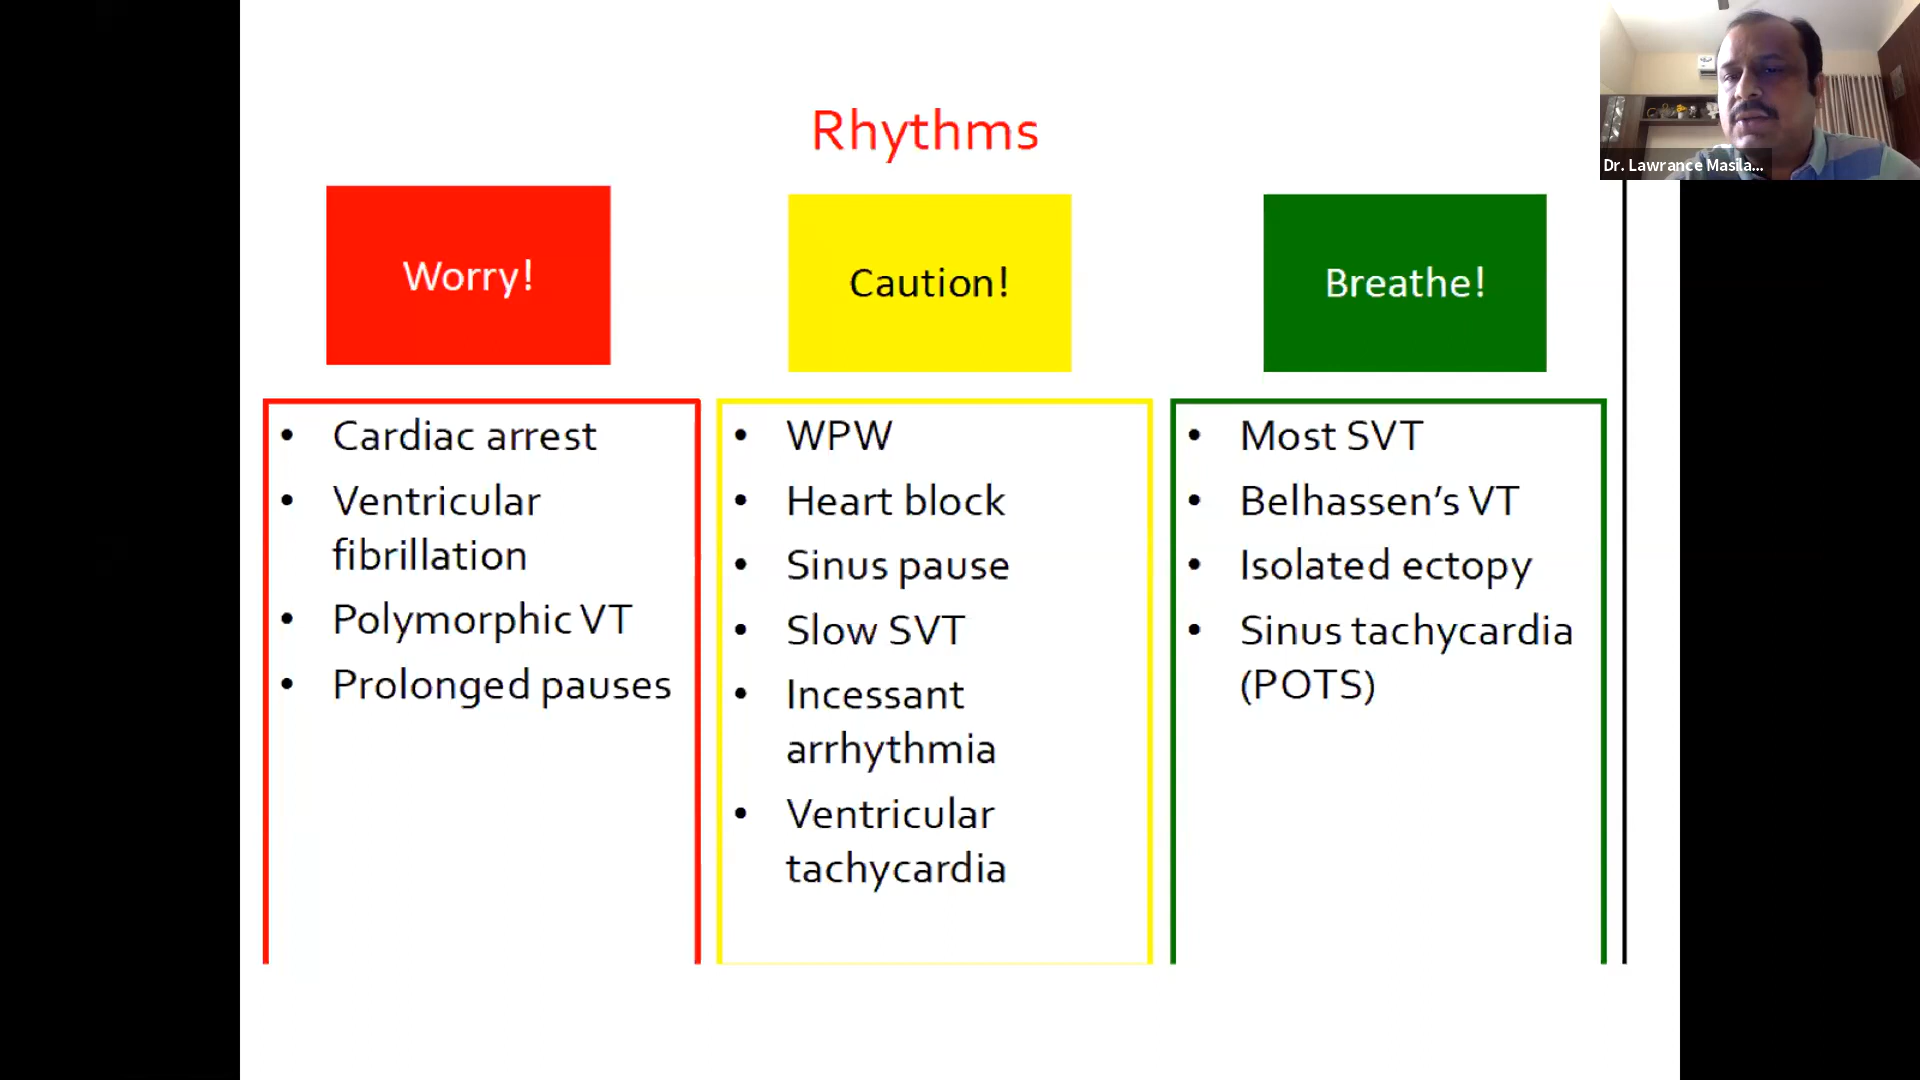 Rhythms
Worry!
Caution!
Breathe!
• Cardiac arrest
• Ventricular
fibrillation
• Polymorphic VT
• Prolonged pauses
• WPW
• Heart block
• Sinus pause
• Slow SVT
• Incessant
arrhythmia
• Ventricular
tachycardia
• Most SVT
• Belhassen’s VT
• Isolated ectopy
• Sinus tachycardia
(POTS)
Dr. Lawrance Masila...